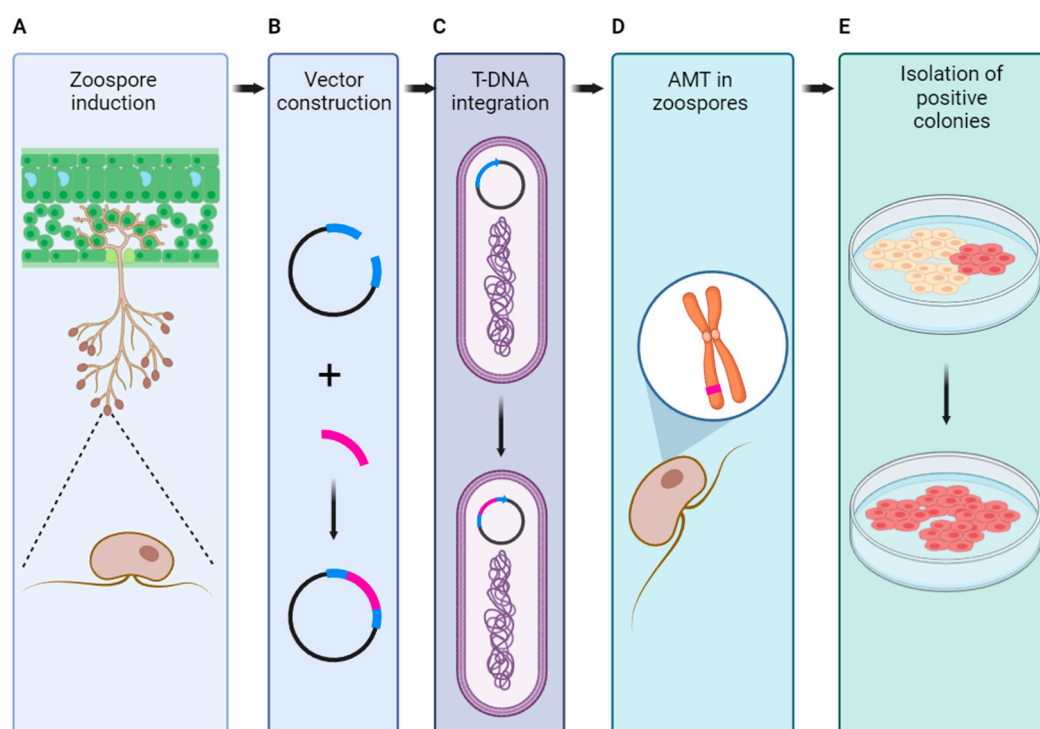 A
B
C
D
E
Zoospore
induction
Vector
construction
T-DNA
integration
AMT in
zoospores
Isolation of
positive
colonies
+